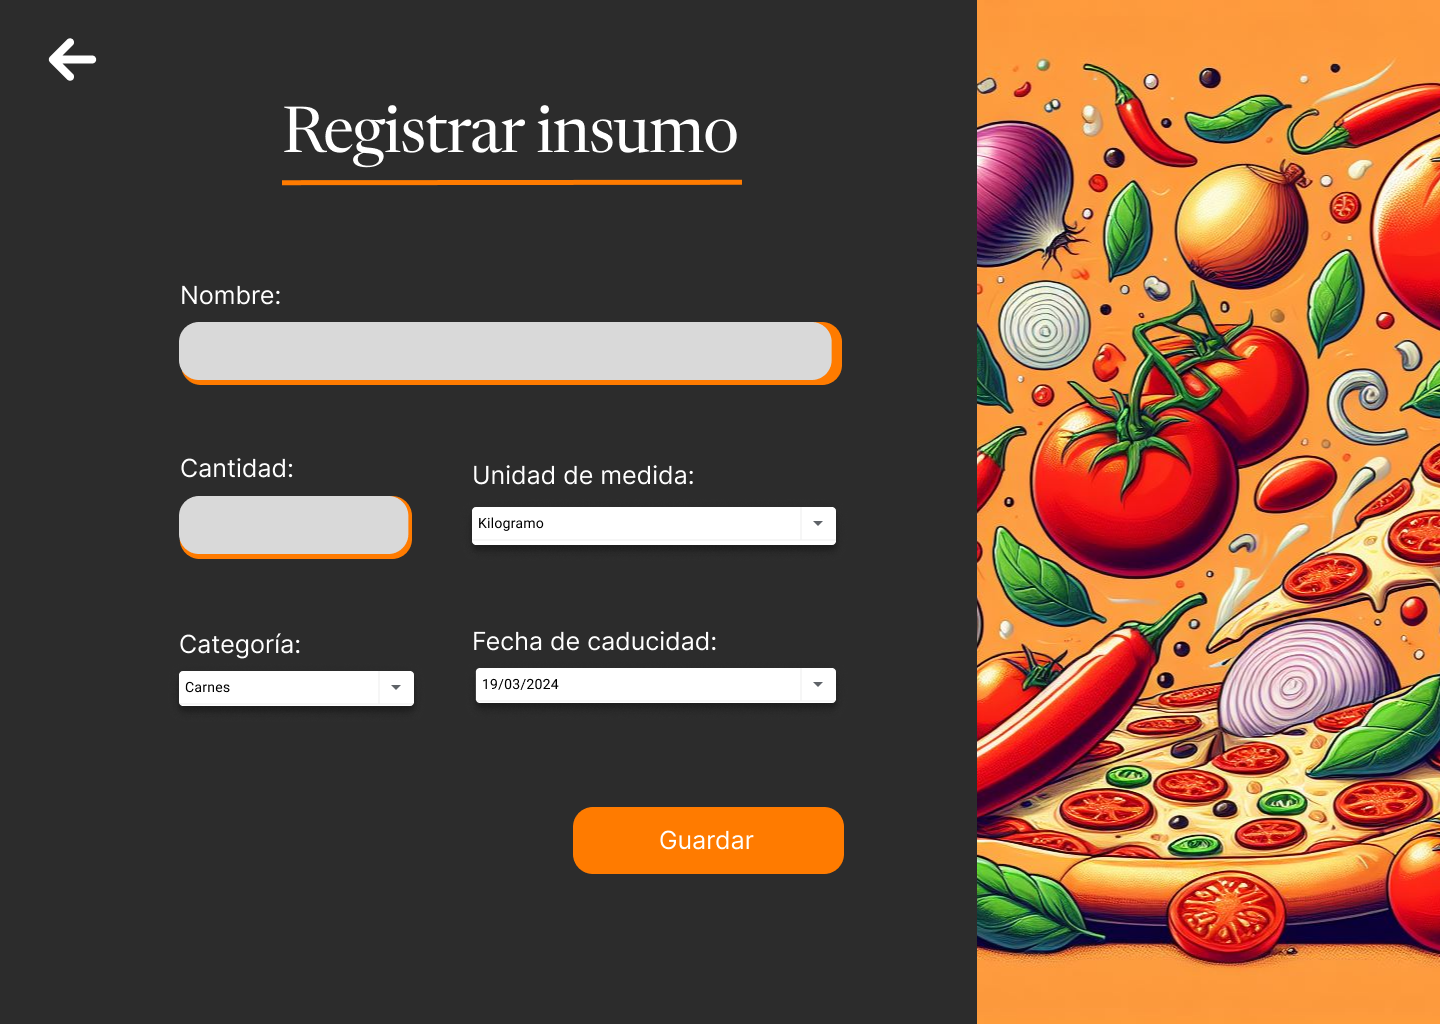 Registrar insumo
Nombre:
Cantidad:
Unidad de medida:
Kilogramo
Categoría:
Fecha de caducidad:
Carnes
19/03/2024
Guardar